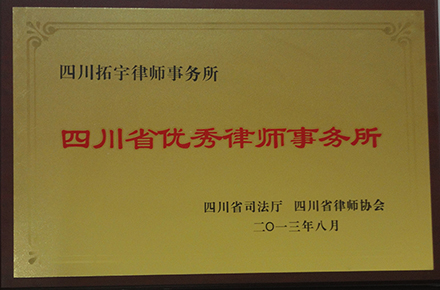 四川拓宇律师事务所
四川省优秀律师事务所
四川省司法厅 四川省律师协会
二〇一三年八月